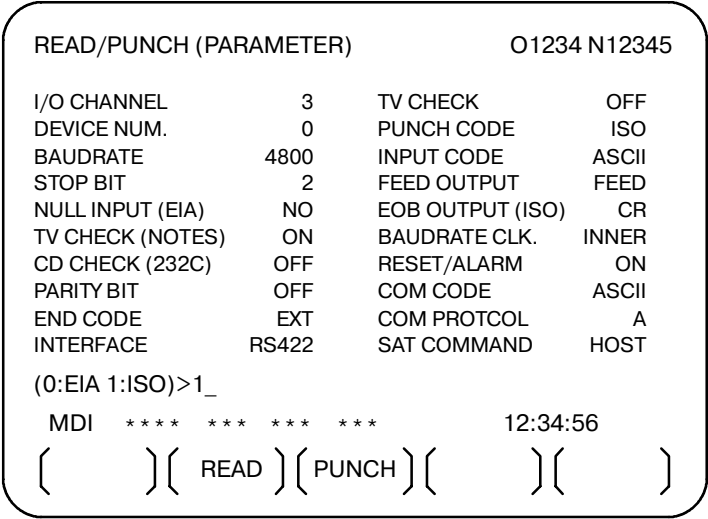 READ/PUNCH (PARAMETER) O1234 N12345
I/O CHANNEL 3 TV CHECK OFF
DEVICE NUM. 0 PUNCH CODE ISO
BAUDRATE 4800 INPUT CODE ASCII
STOP BIT 2 FEED OUTPUT FEED
NULL INPUT (EIA) NO EOB OUTPUT (ISO) CR
TV CHECK (NOTES) ON BAUDRATE CLK. INNER
CD CHECK (232C) OFF RESET/ALARM ON
PARITY BIT OFF COM CODE ASCII
END CODE EXT COM PROTCOL A
INTERFACE RS422 SAT COMMAND HOST
(0:EIA 1:ISO)>1_
MDI **** *** *** *** 12:34:56
[ ] [ READ ] [ PUNCH ] [ ] [ ]